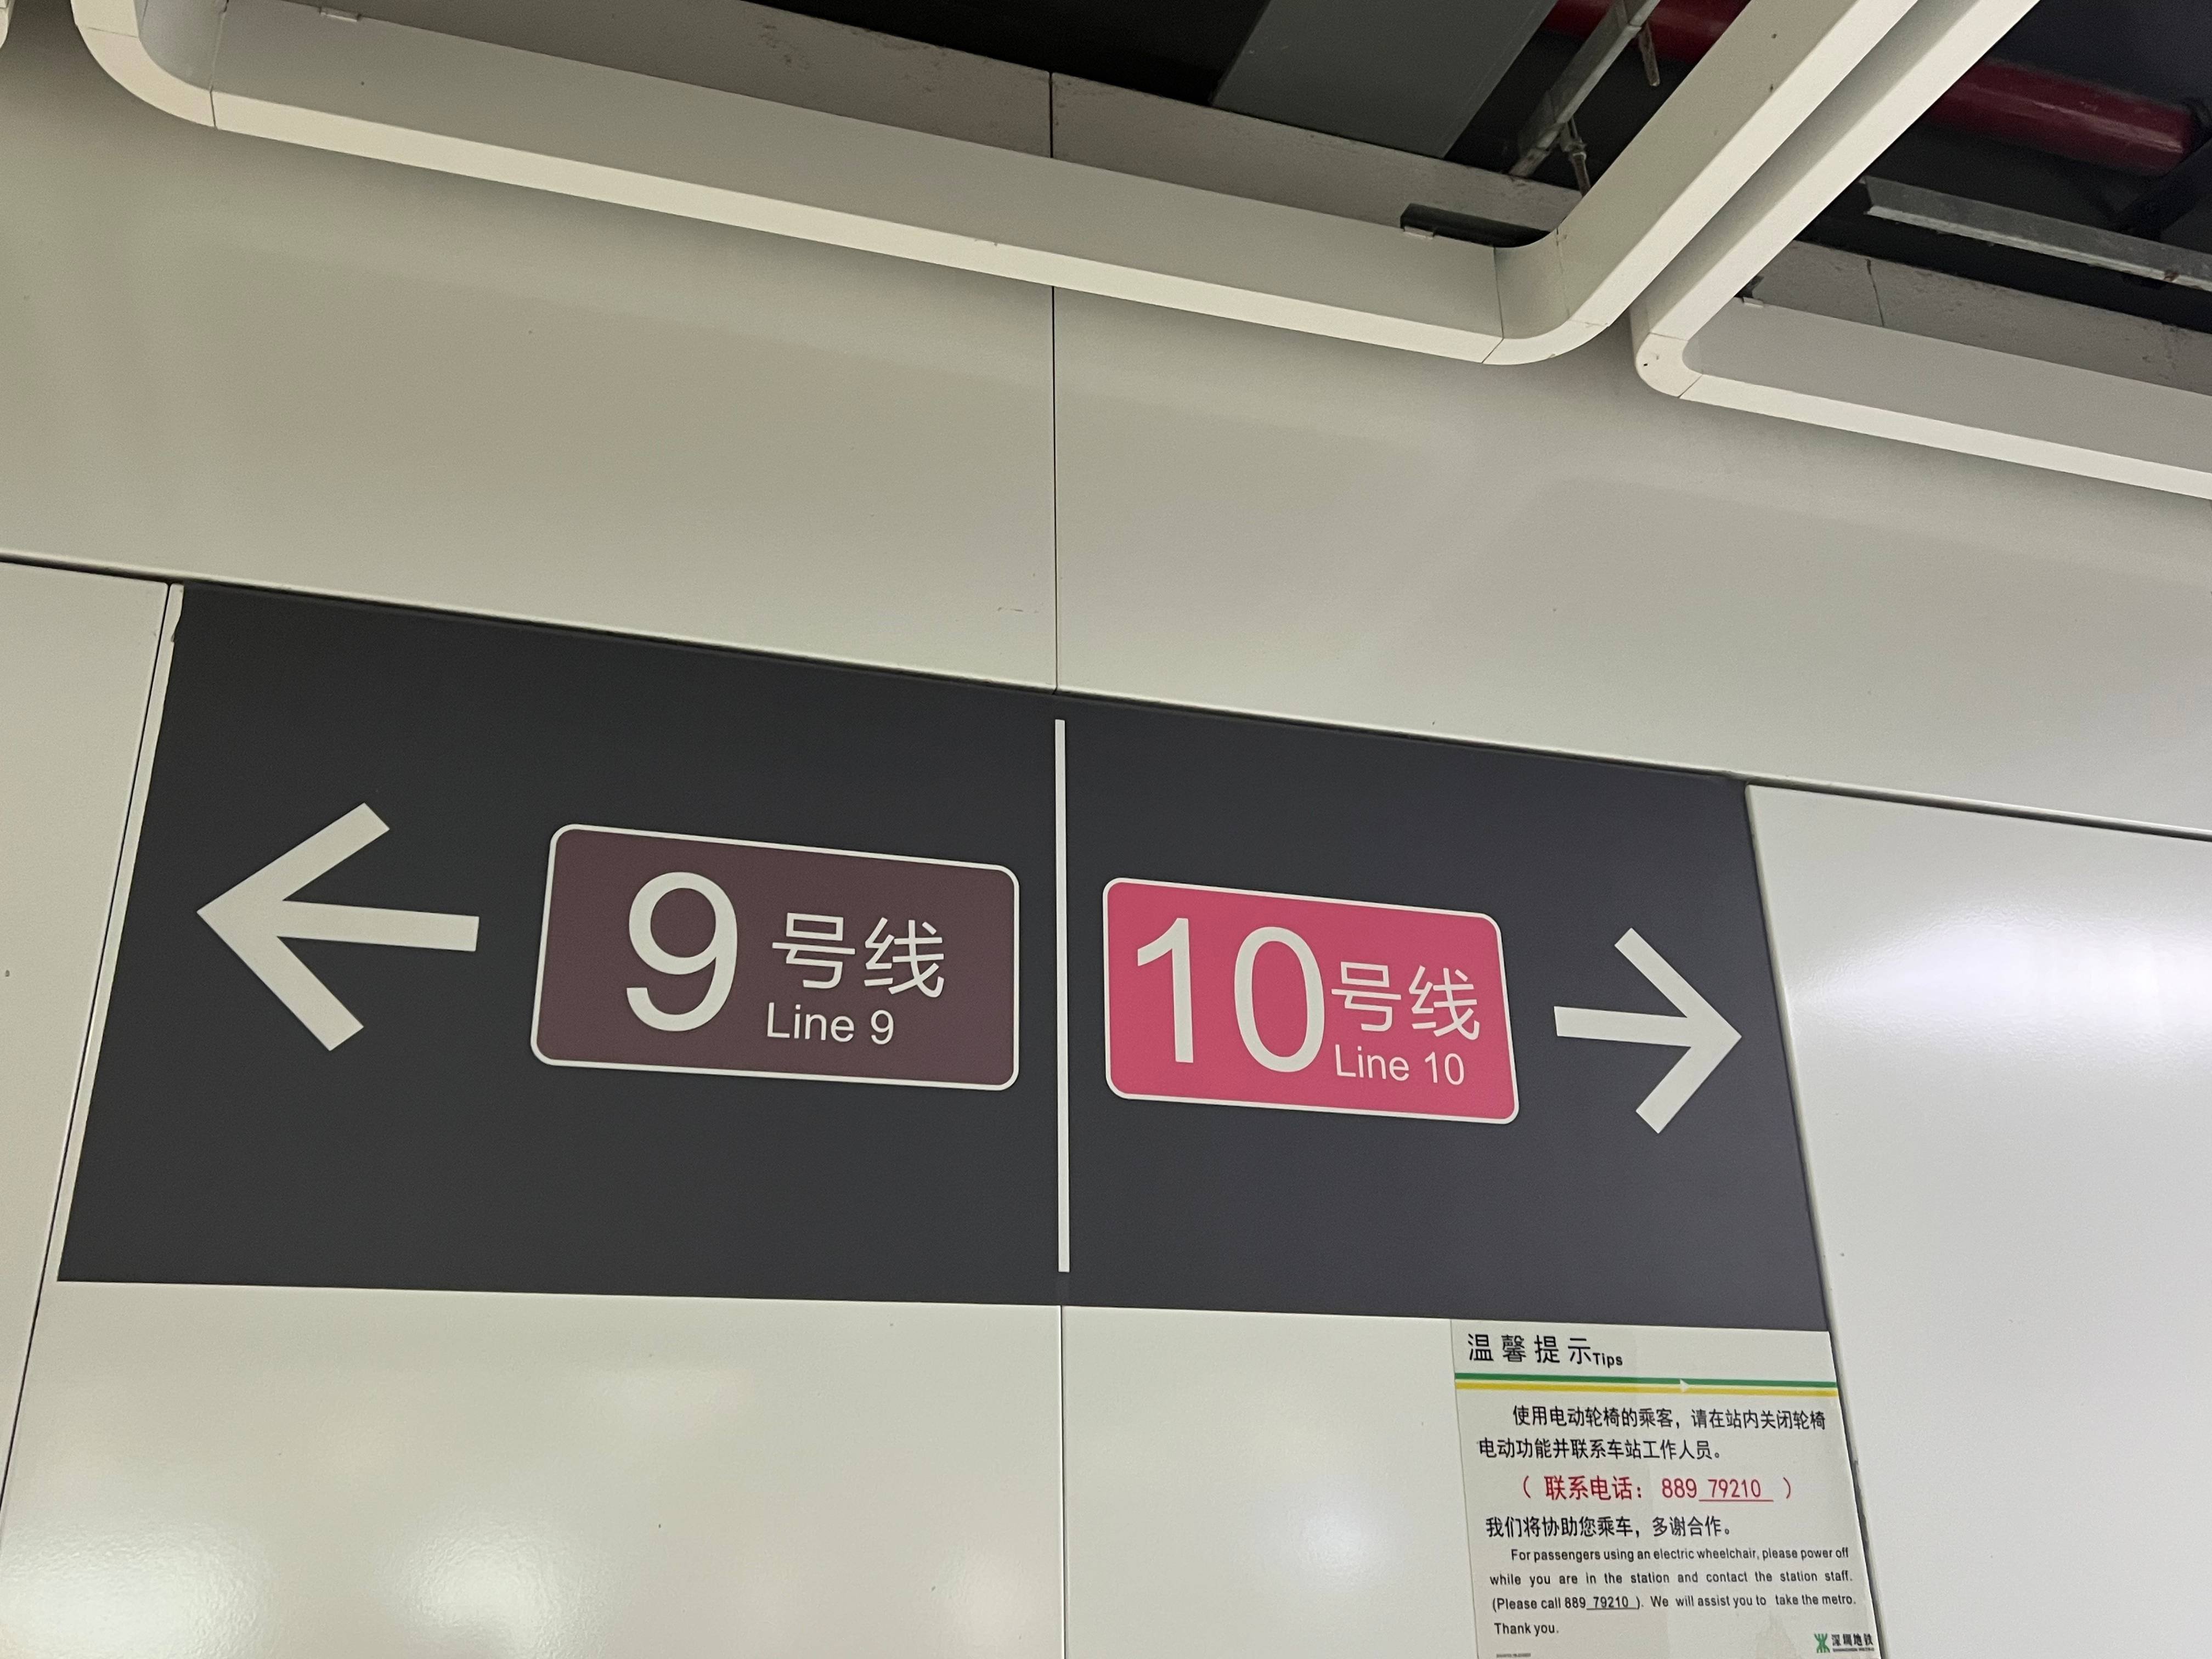 9 号线
Line 9
10 号线
Line 10
温馨提示Tips
使用电动轮椅的乘客，请在站内关闭轮椅
电动功能并联系车站工作人员。
（ 联系电话： 889 79210 ）
我们将协助您乘车，多谢合作。
For passengers using an electric wheelchair, please power off
while you are in the station and contact the station staff.
(Please call 889 79210 ). We will assist you to take the metro.
Thank you.
深圳地铁